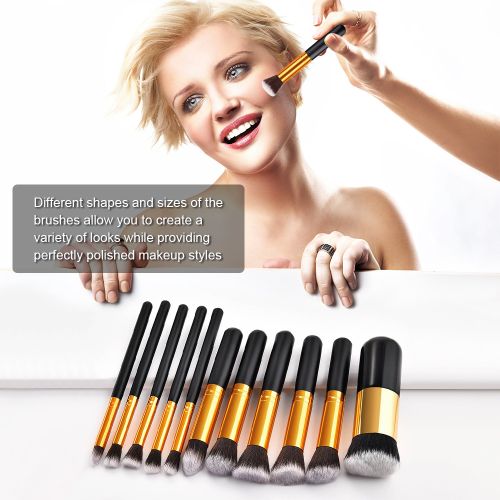 Different shapes and sizes of the
brushes allow you to create a
variety of looks while providing
perfectly polished makeup styles